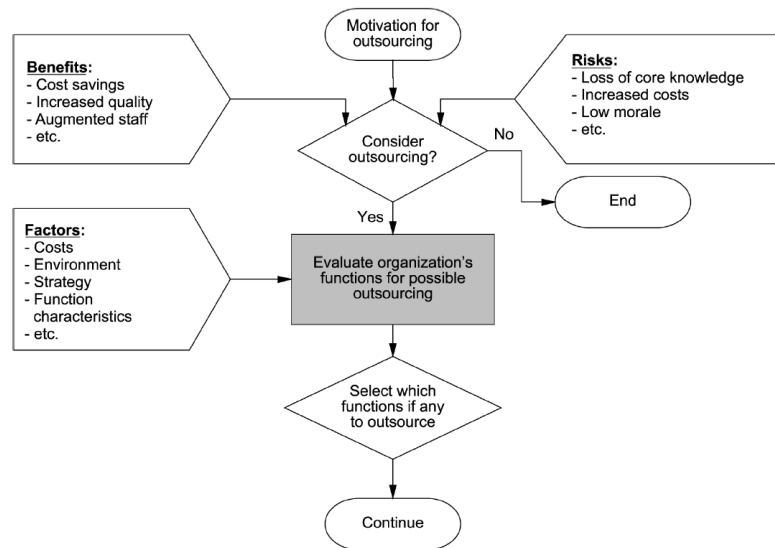 Motivation for
outsourcing
Benefits:
- Cost savings
- Increased quality
- Augmented staff
- etc.
Risks:
- Loss of core knowledge
- Increased costs
- Low morale
- etc.
Consider
outsourcing?
No
End
Yes
Factors:
- Costs
- Environment
- Strategy
- Function
characteristics
- etc.
Evaluate organization's
functions for possible
outsourcing
Select which
functions if any
to outsource
Continue